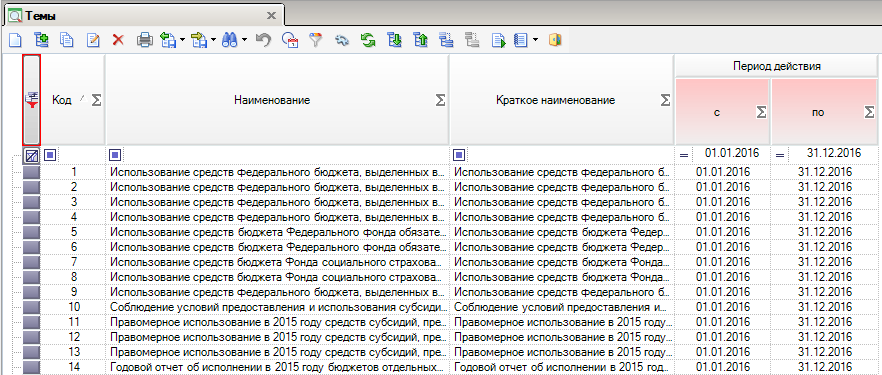 Темы
Период действия
Код Наименование Краткое наименование с по
= 01.01.2016 = 31.12.2016
1 Использование средств федерального бюджета, выделенных в... Использование средств федерального б... 01.01.2016 31.12.2016
2 Использование средств федерального бюджета, выделенных в... Использование средств федерального б... 01.01.2016 31.12.2016
3 Использование средств федерального бюджета, выделенных в... Использование средств федерального б... 01.01.2016 31.12.2016
4 Использование средств федерального бюджета, выделенных в... Использование средств федерального б... 01.01.2016 31.12.2016
5 Использование средств бюджета Федерального фонда обязате... Использование средств бюджета Федер... 01.01.2016 31.12.2016
6 Использование средств бюджета Федерального фонда обязате... Использование средств бюджета Федер... 01.01.2016 31.12.2016
7 Использование средств бюджета Фонда социального страхова... Использование средств бюджета Фонда... 01.01.2016 31.12.2016
8 Использование средств бюджета Фонда социального страхова... Использование средств бюджета Фонда... 01.01.2016 31.12.2016
9 Использование средств федерального бюджета, выделенных в... Использование средств федерального б... 01.01.2016 31.12.2016
10 Соблюдение условий предоставления и использования субсиди... Соблюдение условий предоставления и... 01.01.2016 31.12.2016
11 Правомерное использование в 2015 году средств субсидий, пре... Правомерное использование в 2015 году... 01.01.2016 31.12.2016
12 Правомерное использование в 2015 году средств субсидий, пре... Правомерное использование в 2015 году... 01.01.2016 31.12.2016
13 Правомерное использование в 2015 году средств субсидий, пре... Правомерное использование в 2015 году... 01.01.2016 31.12.2016
14 Годовой отчет об исполнении в 2015 году бюджетов отдельных... Годовой отчет об исполнении в 2015 год... 01.01.2016 31.12.2016